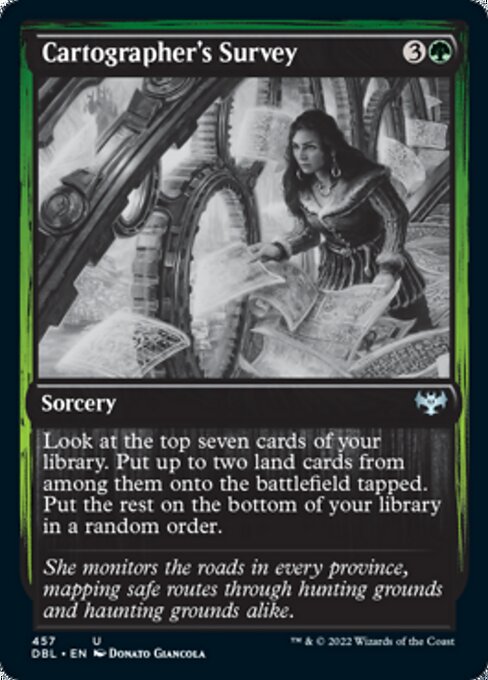 Cartographer's Survey 3
Sorcery
Look at the top seven cards of your
library. Put up to two land cards from
among them onto the battlefield tapped.
Put the rest on the bottom of your library
in a random order.
She monitors the roads in every province,
mapping safe routes through hunting grounds
and haunting grounds alike.
457 U
DBL • EN Donato Giancola
™ & © 2022 Wizards of the Coast